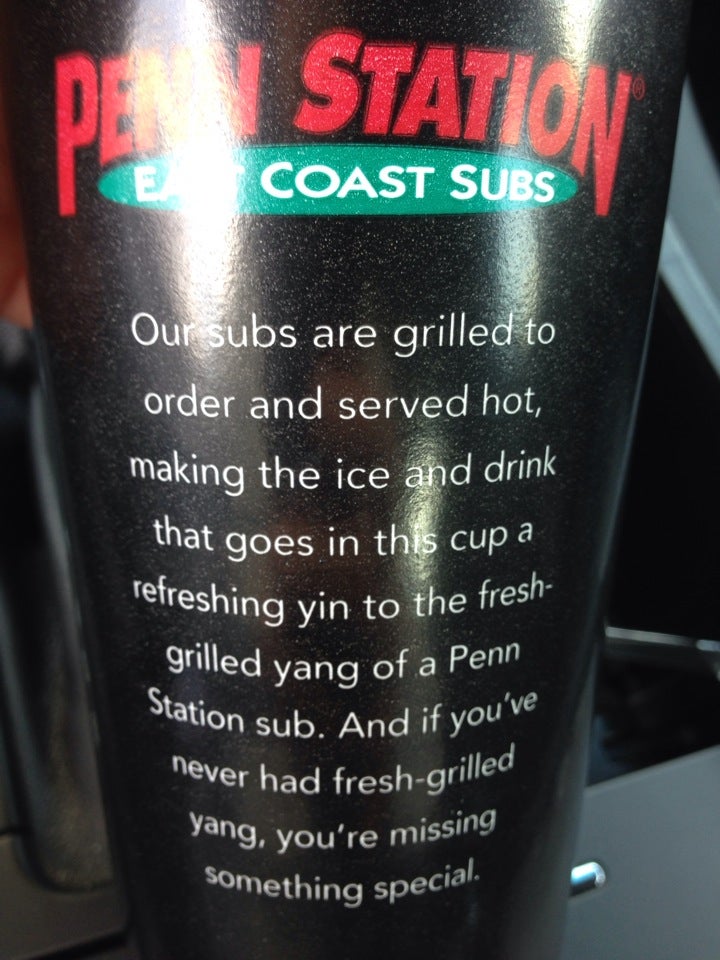 PENN STATION®
EAST COAST SUBS
Our subs are grilled to
order and served hot,
making the ice and drink
that goes in this cup a
refreshing yin to the fresh-
grilled yang of a Penn
Station sub. And if you've
never had fresh-grilled
yang, you're missing
something special.